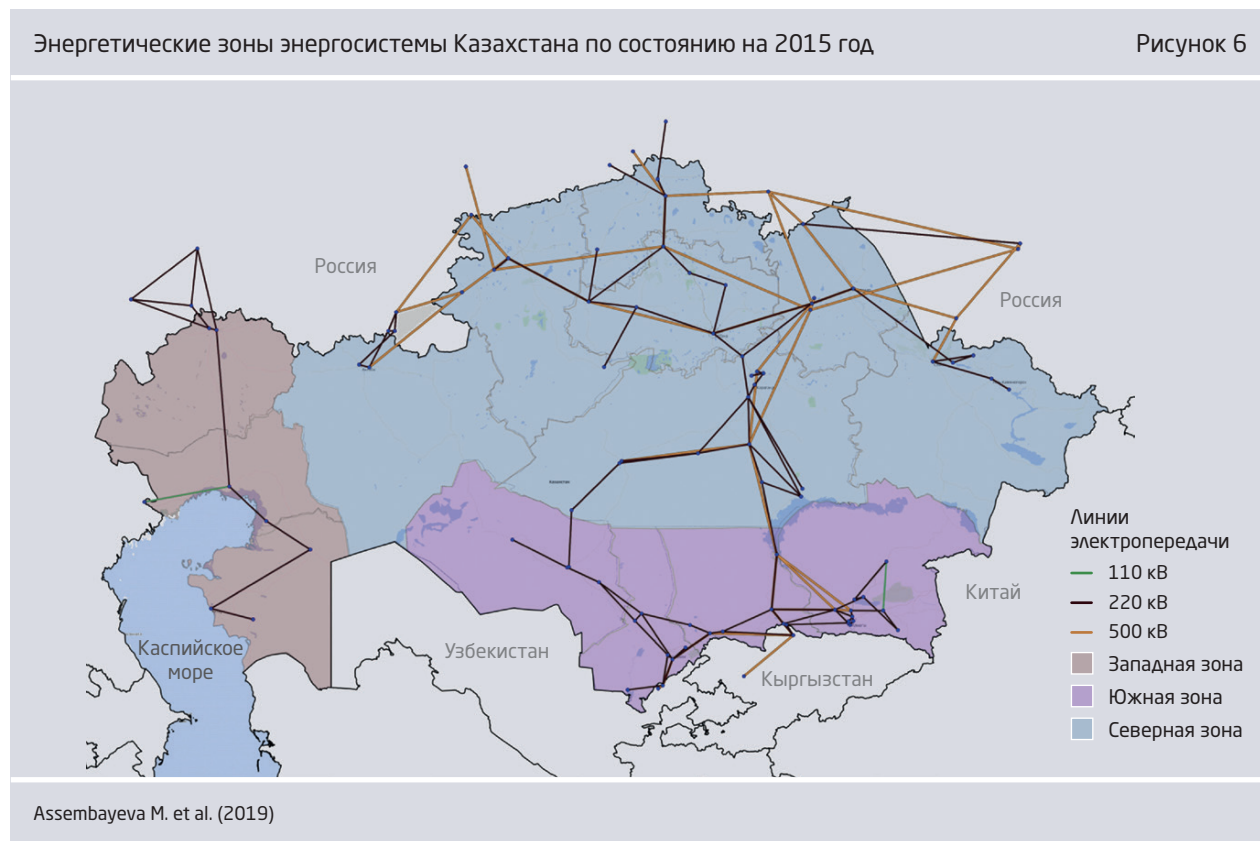 Энергетические зоны энергосистемы Казахстана по состоянию на 2015 год
Рисунок 6
Россия
Россия
Китай
Узбекистан
Каспийское
море
Кыргызстан
Линии
электропередачи
110 кВ
220 кВ
500 кВ
Западная зона
Южная зона
Северная зона
Assembayeva M. et al. (2019)